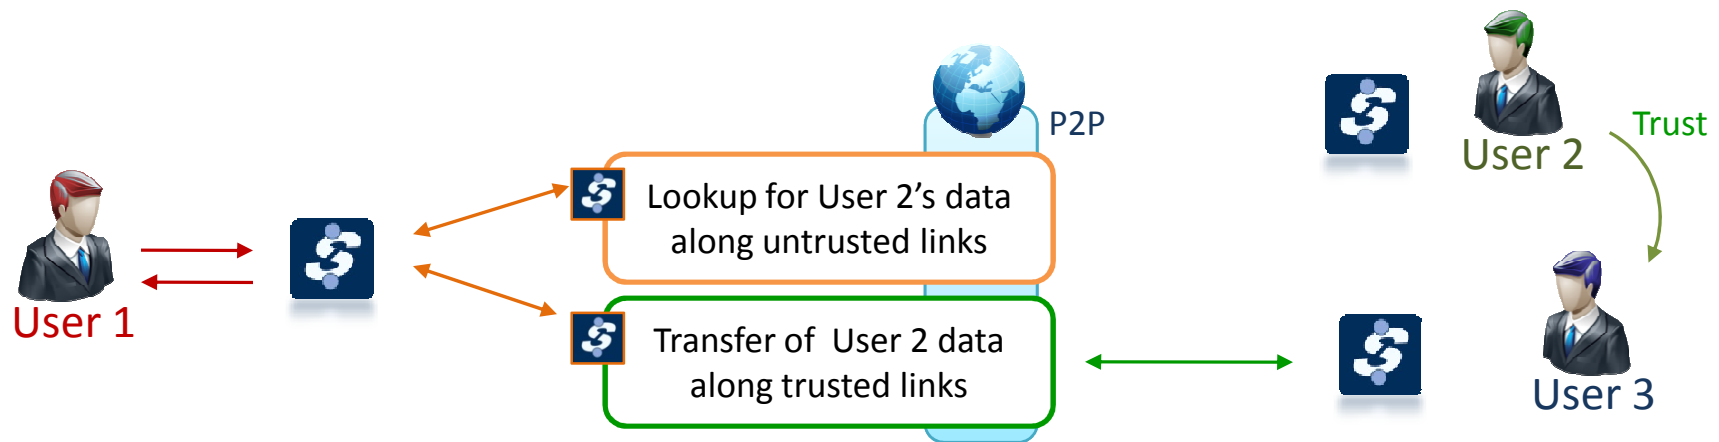 P2P
Trust
User 2
Lookup for User 2’s data
along untrusted links
User 1
Transfer of  User 2 data
along trusted links
User 3